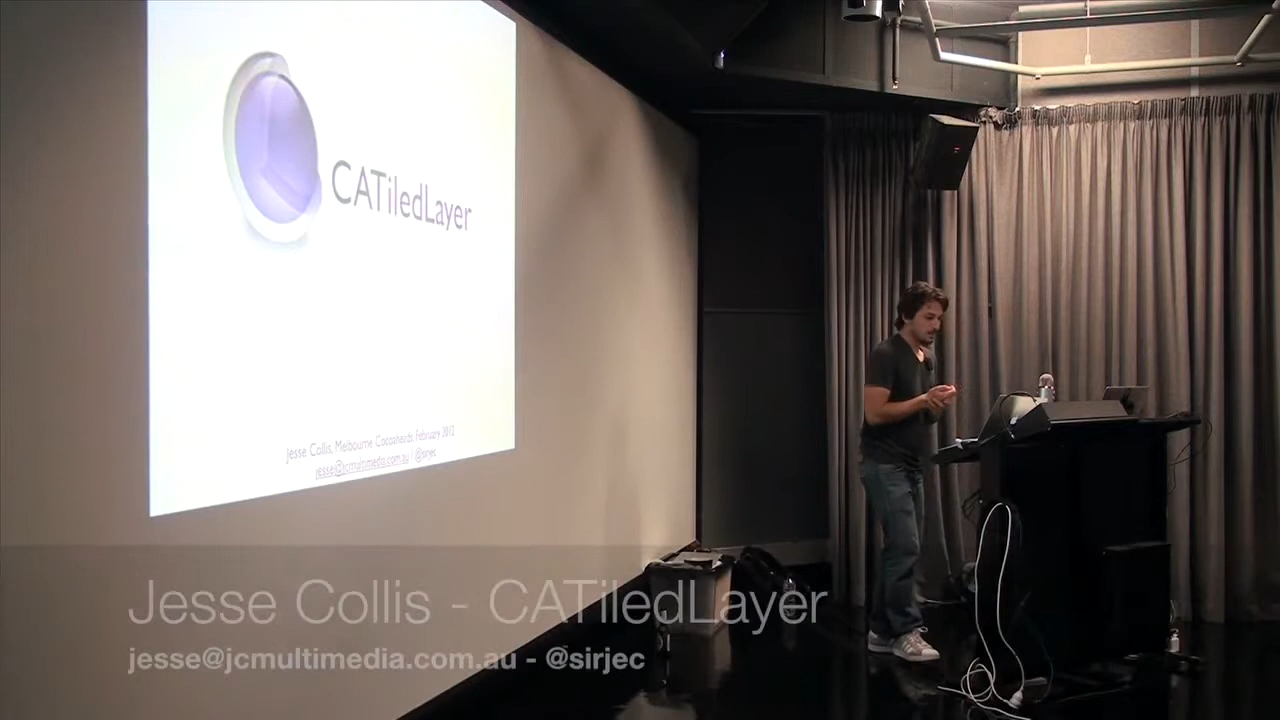 CATiledLayer
Jesse Collis, Melbourne Cocoaheads, February 2012
jesse@jcmultimedia.com.au / @sirjec
Jesse Collis - CATiledLayer
jesse@jcmultimedia.com.au - @sirjec